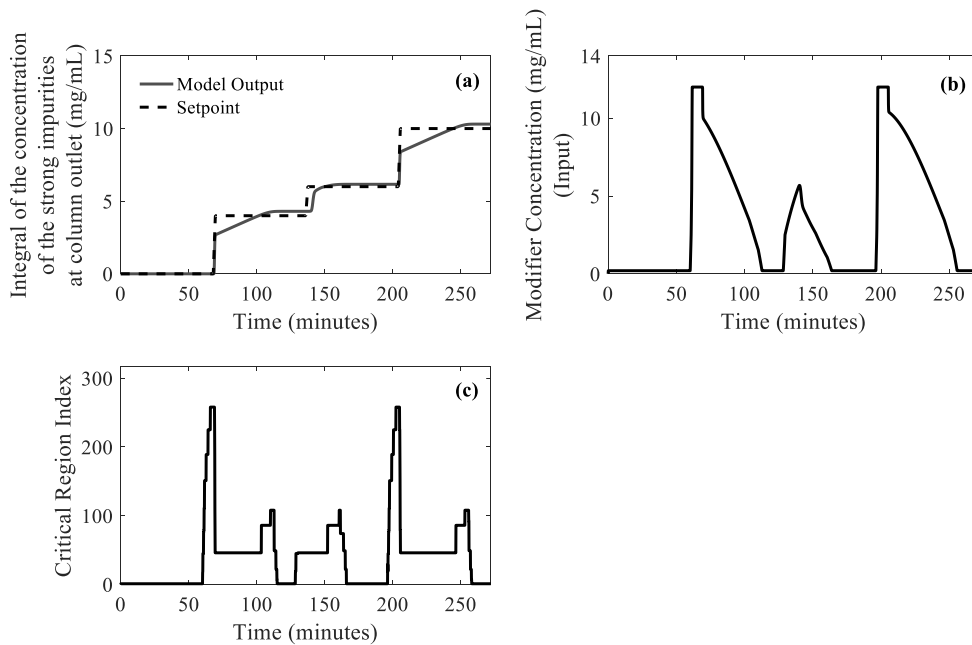 Integral of the concentration
of the strong impurities
at column outlet (mg/mL)
15
10
5
0
(a)
Model Output
Setpoint
0 50 100 150 200 250
Time (minutes)
Modifier Concentration (mg/mL)
(Input)
14
10
5
0
(b)
0 50 100 150 200 250
Time (minutes)
Critical Region Index
300
200
100
0
(c)
0 50 100 150 200 250
Time (minutes)